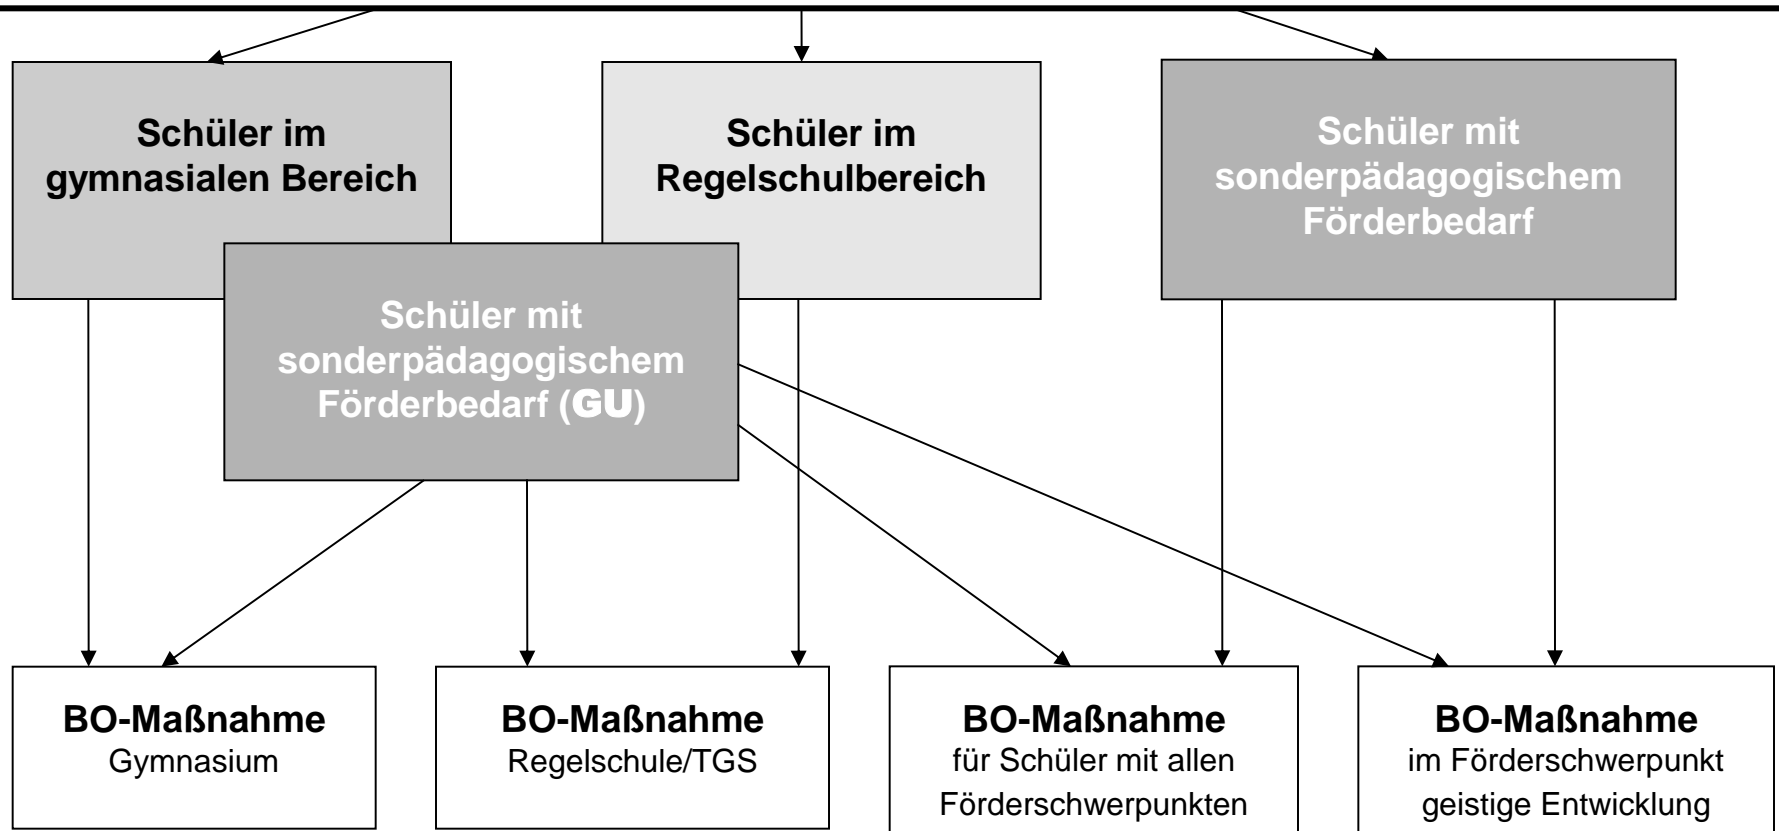 Schüler im
gymnasialen Bereich
Schüler im
Regelschulbereich
Schüler mit
sonderpädagogischem
Förderbedarf
Schüler mit
sonderpädagogischem
Förderbedarf (GU)
BO-Maßnahme
Gymnasium
BO-Maßnahme
Regelschule/TGS
BO-Maßnahme
für Schüler mit allen
Förderschwerpunkten
BO-Maßnahme
im Förderschwerpunkt
geistige Entwicklung